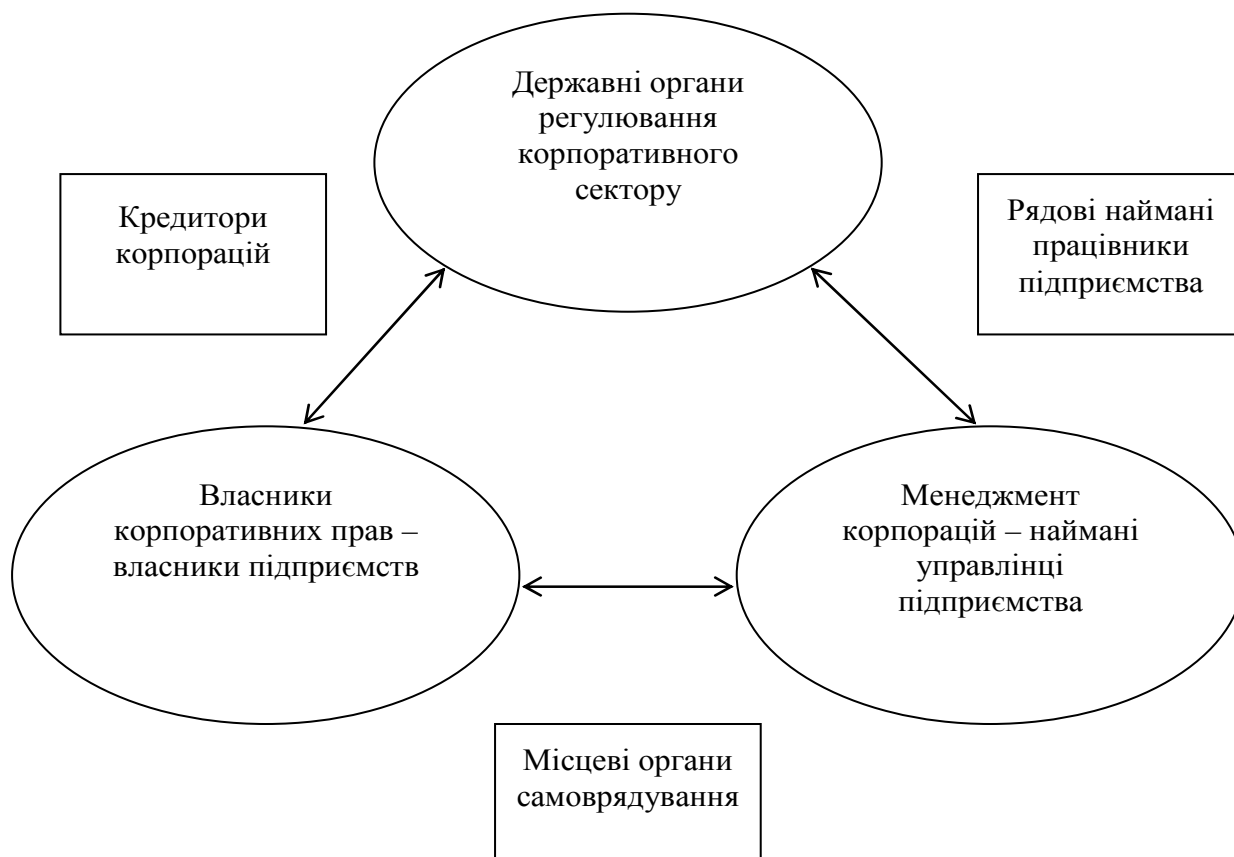 Державні органи
регулювання
корпоративного
сектору
Кредитори
корпорацій
Рядові наймані
працівники
підприємства
Власники
корпоративних прав –
власники підприємств
Менеджмент
корпорацій – наймані
управлінці
підприємства
Місцеві органи
самоврядування